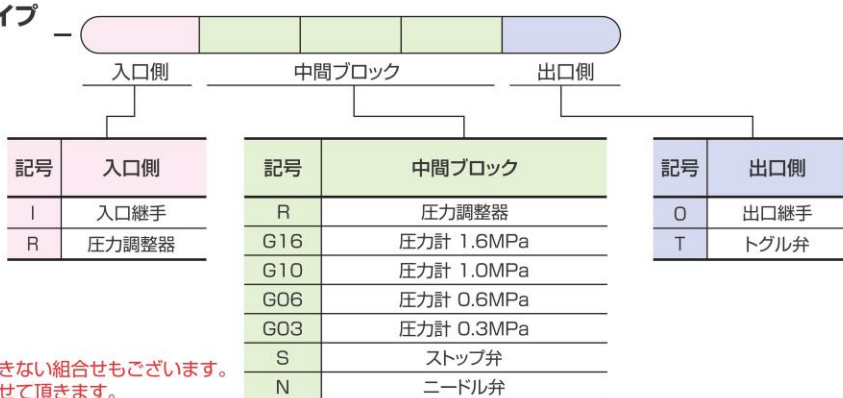 イプ
–
入口側 中間ブロック 出口側
記号 入口側
I 入口継手
R 圧力調整器
記号 中間ブロック
R 圧力調整器
G16 圧力計 1.6MPa
G10 圧力計 1.0MPa
G06 圧力計 0.6MPa
G03 圧力計 0.3MPa
S ストップ弁
N ニードル弁
記号 出口側
O 出口継手
T トグル弁
きない組合せもございます。
せて頂きます。